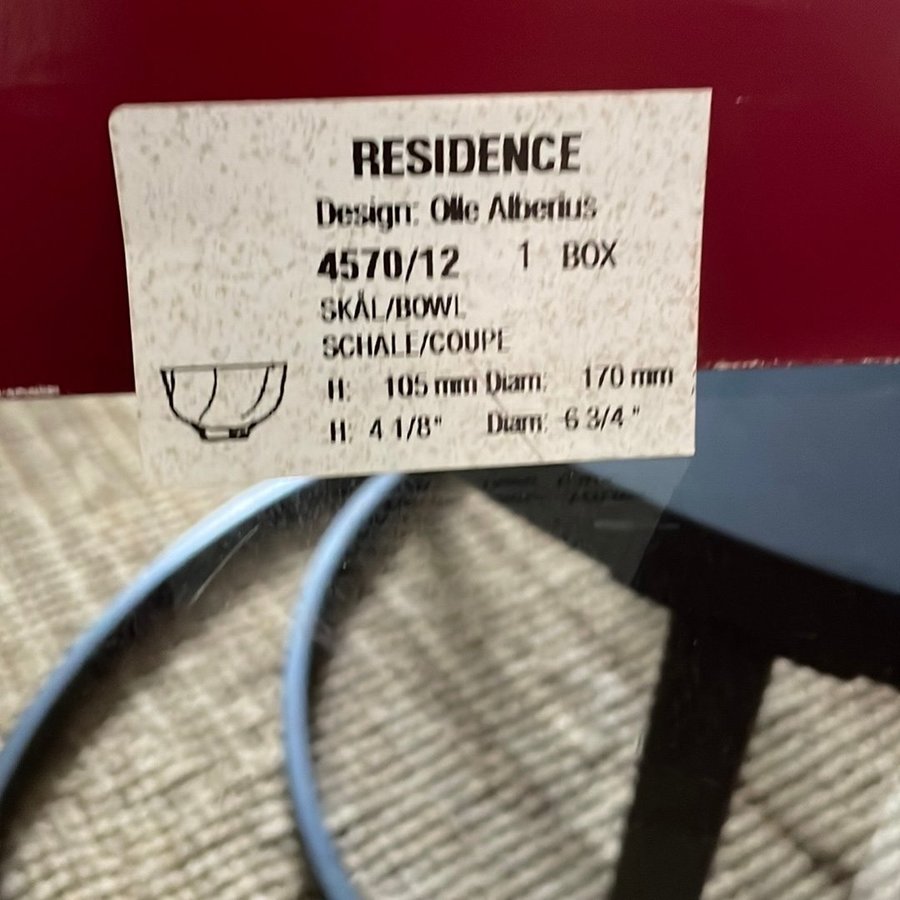 RESIDENCE
Design: Olle Alberius
4570/12 1 BOX
SKÅL/BOWL
SCHALE/COUPE
H: 105 mm Diam: 170 mm
H: 4 1/8" Diam: 6 3/4"